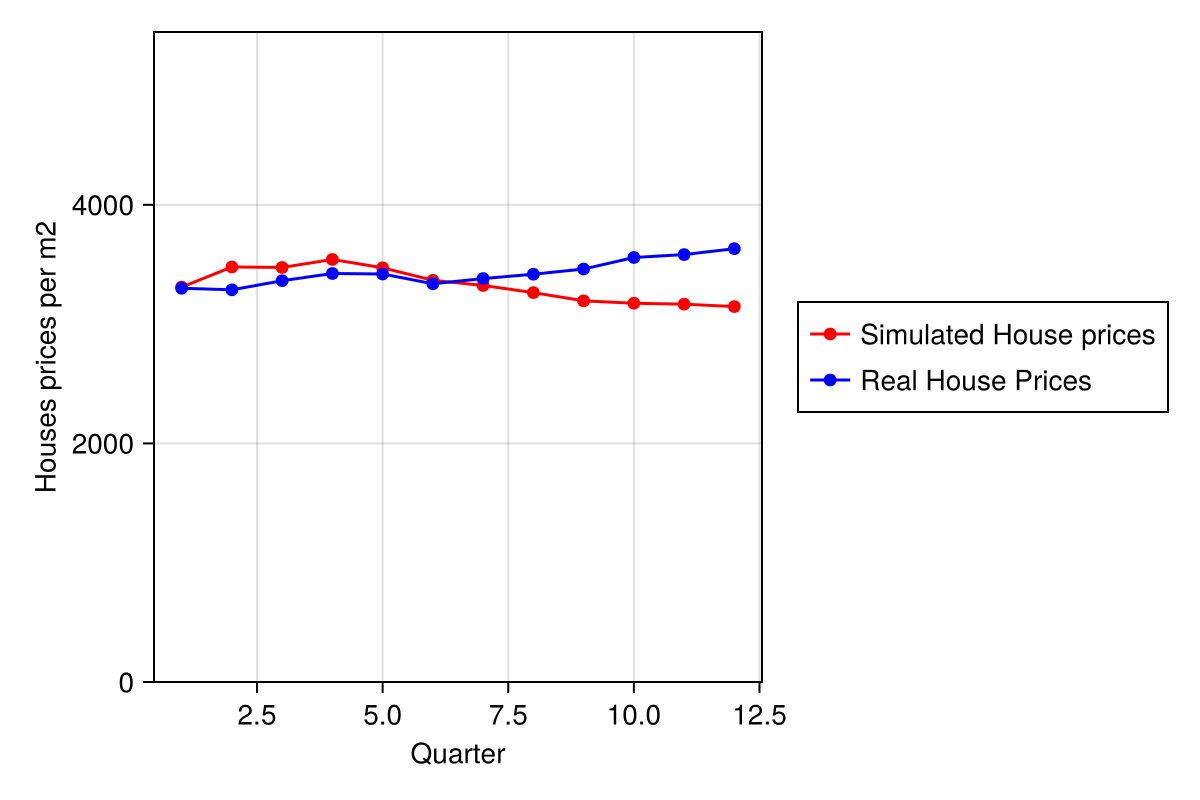 Houses prices per m2
4000
2000
0
2.5 5.0 7.5 10.0 12.5
Quarter
Simulated House prices
Real House Prices